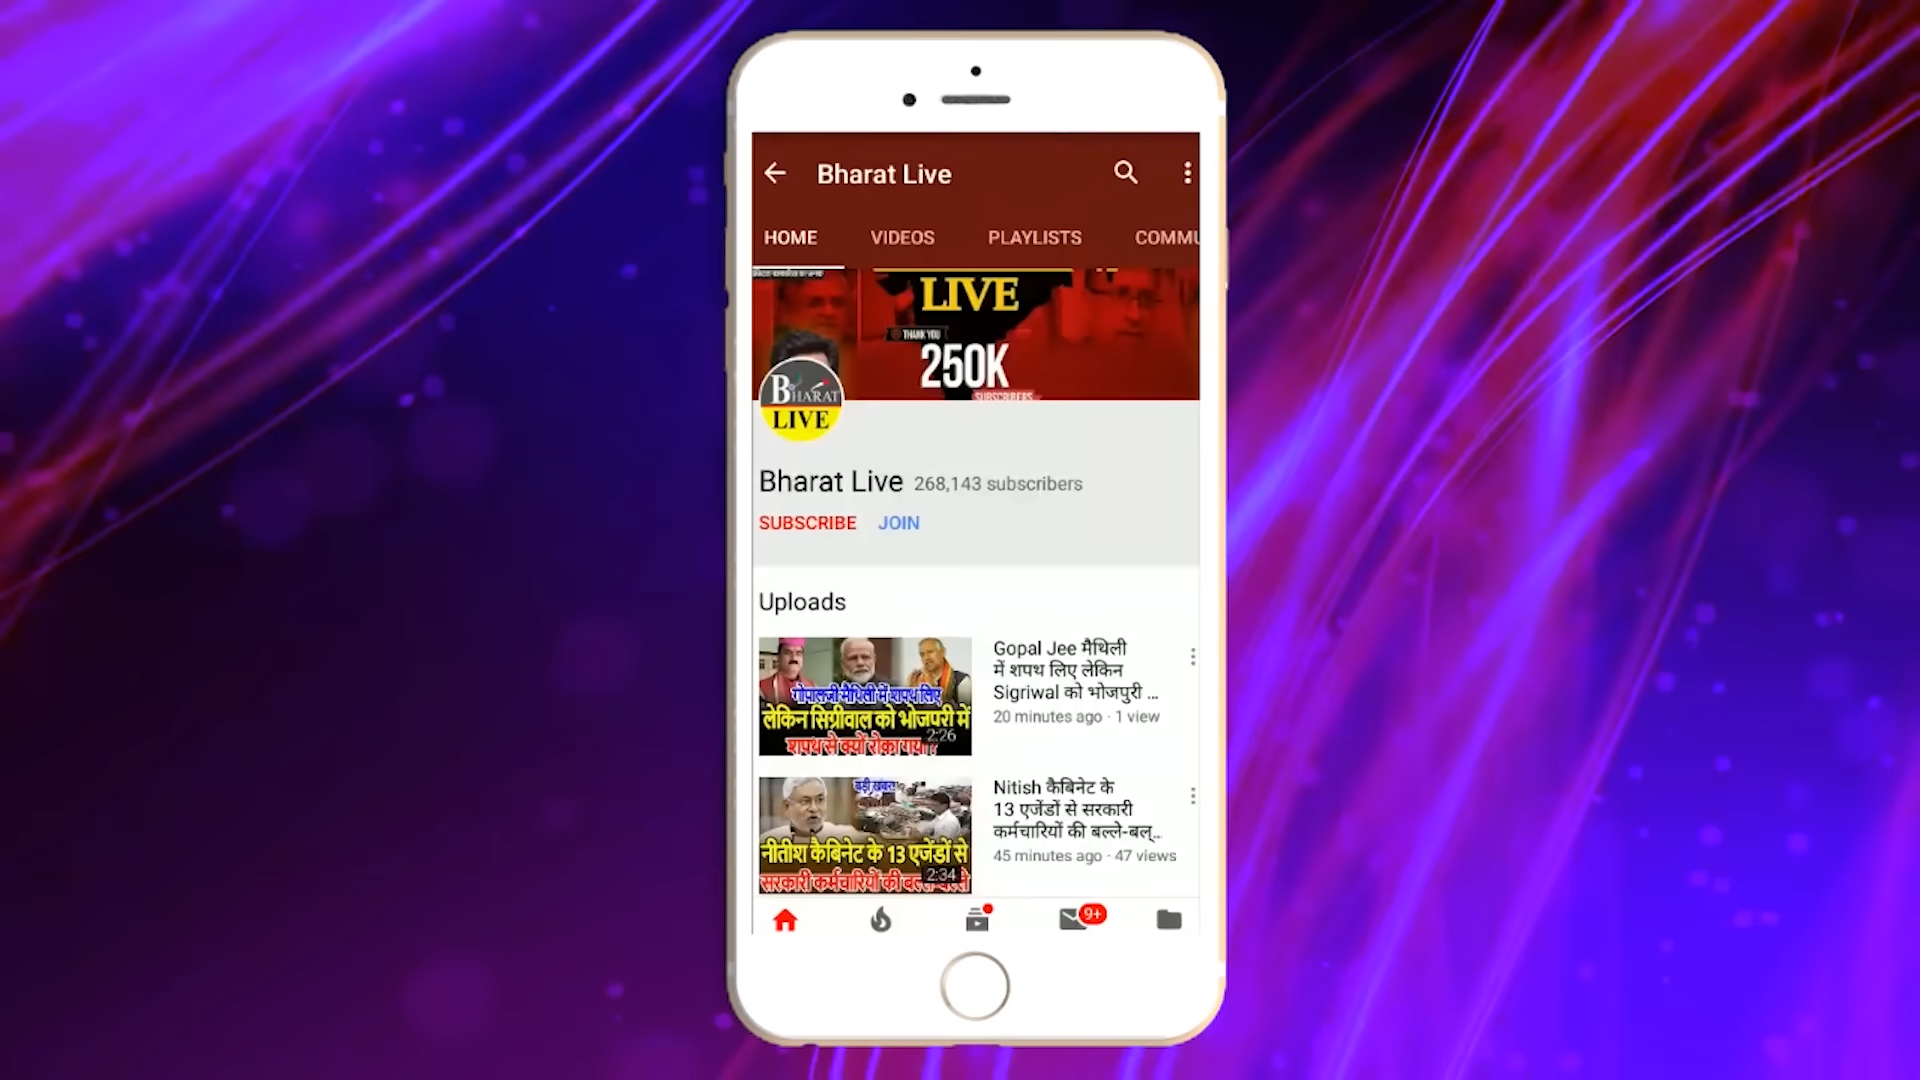 Bharat Live
HOME VIDEOS PLAYLISTS COMMU
LIVE
THANK YOU
250K
SUBSCRIBERS
BHARAT
LIVE
Bharat Live 268,143 subscribers
SUBSCRIBE JOIN
Uploads
गोपालजी मैथिली में शपथ लिए
लेकिन सिग्रीवाल को भोजपुरी में
शपथ से क्यों रोका गया?
2:26
Gopal Jee मैथिली
में शपथ लिए लेकिन
Sigriwal को भोजपुरी ...
20 minutes ago · 1 view
बड़ी खबर!
नीतीश कैबिनेट के 13 एजेंडों से
सरकारी कर्मचारियों की बल्ले-बल्ले
2:34
Nitish कैबिनेट के
13 एजेंडों से सरकारी
कर्मचारियों की बल्ले-बल्...
45 minutes ago · 47 views
9+